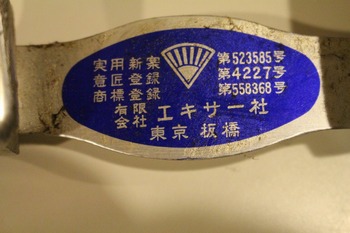 実用新案 第523585号
意匠登録 第4227号
商標登録 第558368号
有限会社 エキサー社
東京 板橋